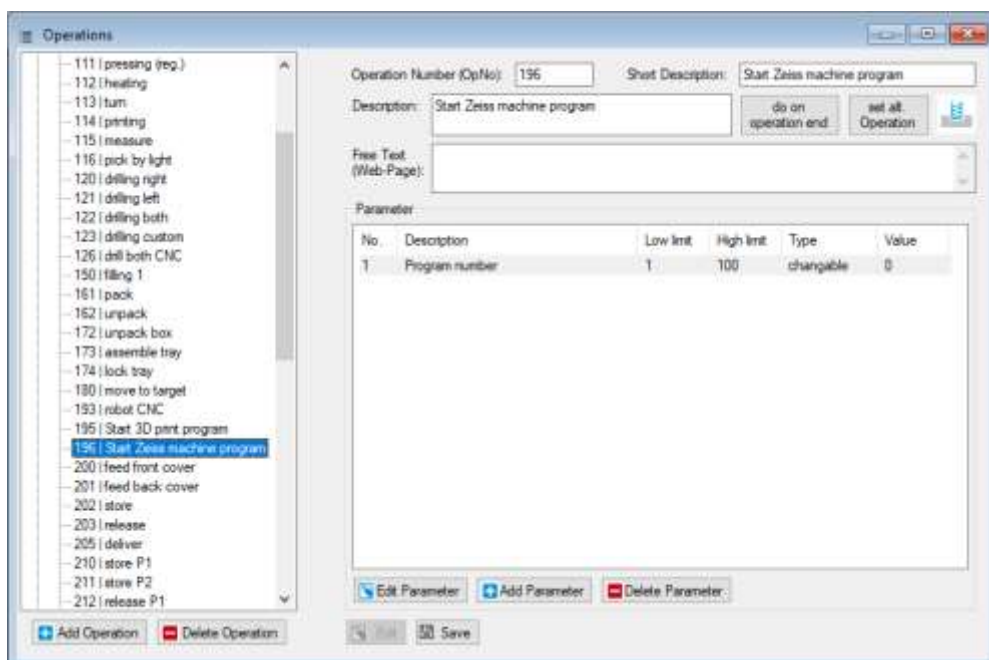 Operations
111 | pressing (reg.)
112 | heating
113 | turn
114 | printing
115 | measure
116 | pick by light
120 | drilling right
121 | drilling left
122 | drilling both
123 | drilling custom
126 | drill both CNC
150 | filling 1
161 | pack
162 | unpack
172 | unpack box
173 | assemble tray
174 | lock tray
180 | move to target
193 | robot CNC
195 | Start 3D print program
196 | Start Zeiss machine program
200 | feed front cover
201 | feed back cover
202 | store
203 | release
205 | deliver
210 | store P1
211 | store P2
212 | release P1
Add Operation Delete Operation
Operation Number (OpNo): 196 Short Description: Start Zeiss machine program
Description: Start Zeiss machine program
do on operation end
set alt. Operation
Free Text
(Web-Page):
Parameter
No. Description Low limit High limit Type Value
1 Program number 1 100 changable 0
Edit Parameter Add Parameter Delete Parameter
Save